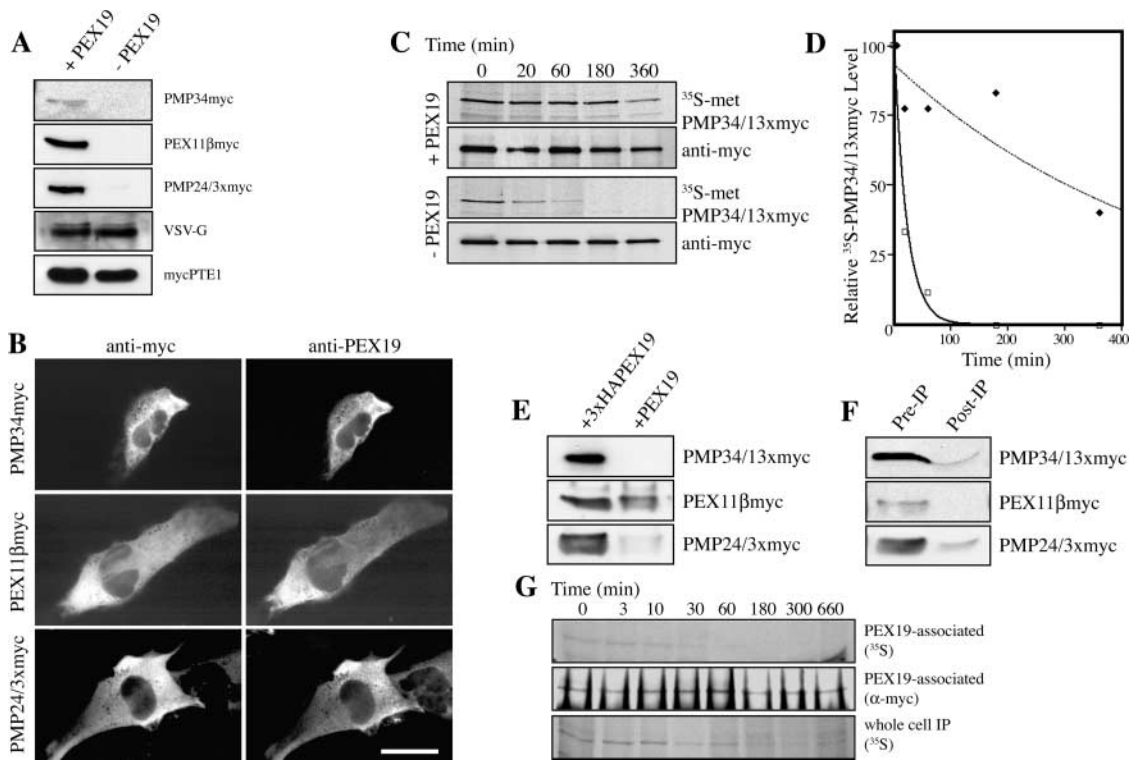 A
+ PEX19
- PEX19
PMP34myc
PEX11βmyc
PMP24/3xmyc
VSV-G
mycPTE1
B
anti-myc
anti-PEX19
PMP34myc
PEX11βmyc
PMP24/3xmyc
C
Time (min)
0 20 60 180 360
+ PEX19
³⁵S-met
PMP34/13xmyc
anti-myc
- PEX19
³⁵S-met
PMP34/13xmyc
anti-myc
D
Relative ³⁵S-PMP34/13xmyc Level
100
75
50
25
0
0 100 200 300 400
Time (min)
E
+3xHAPEX19
+PEX19
PMP34/13xmyc
PEX11βmyc
PMP24/3xmyc
F
Pre-IP
Post-IP
PMP34/13xmyc
PEX11βmyc
PMP24/3xmyc
G
Time (min)
0 3 10 30 60 180 300 660
PEX19-associated
(³⁵S)
PEX19-associated
(α-myc)
whole cell IP
(³⁵S)